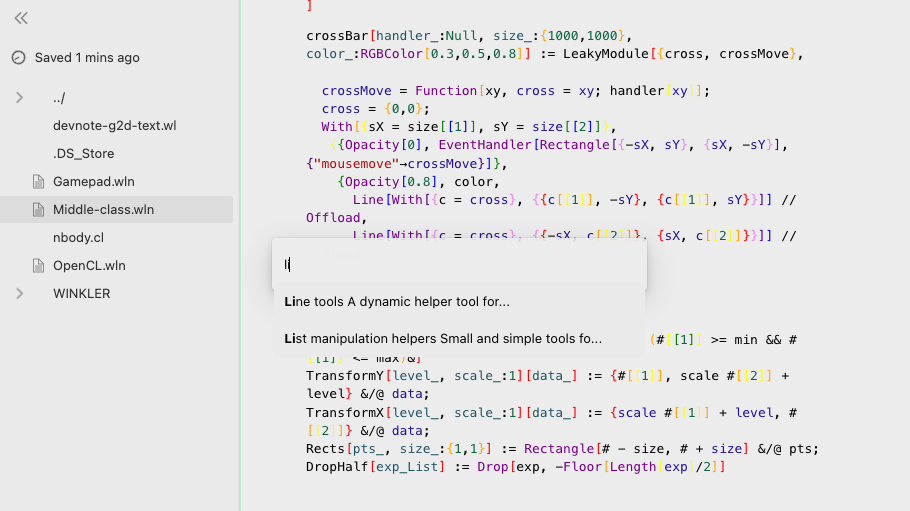 ]
Saved 1 mins ago
../
devnote-g2d-text.wl
.DS_Store
Gamepad.wln
Middle-class.wln
nbody.cl
OpenCL.wln
WINKLER
crossBar[handler_:Null, size_:{1000,1000},
color_:RGBColor[0.3,0.5,0.8]] := LeakyModule[{cross, crossMove},
crossMove = Function[xy, cross = xy; handler[xy]];
cross = {0,0};
With[{sX = size[[1]], sY = size[[2]]},
{{Opacity[0], EventHandler[Rectangle[{-sX, sY}, {sX, -sY}],
{"mousemove"→crossMove}]},
{Opacity[0.8], color,
Line[With[{c = cross}, {{c[[1]], -sY}, {c[[1]], sY}}]] //
Offload,
Line[With[{c = cross}, {{-sX, c[[2]]}, {sX, c[[2]]}}]] //
li
Line tools A dynamic helper tool for...
List manipulation helpers Small and simple tools fo...
(#[[1]] >= min && #
[[1]] <= max)&]
TransformY[level_, scale_:1][data_] := {#[[1]], scale #[[2]] +
level} &/@ data;
TransformX[level_, scale_:1][data_] := {scale #[[1]] + level, #
[[2]]} &/@ data;
Rects[pts_, size_:{1,1}] := Rectangle[# - size, # + size] &/@ pts;
DropHalf[exp_List] := Drop[exp, -Floor[Length[exp]/2]]